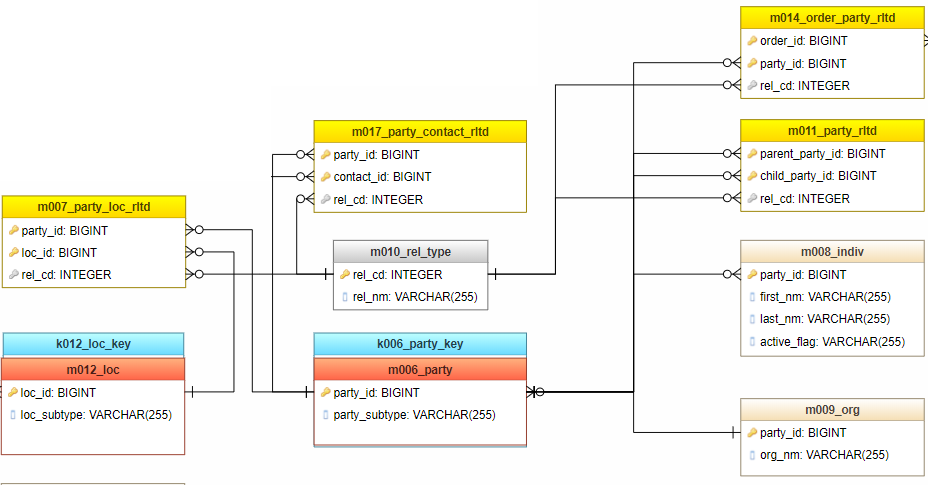 m014_order_party_rltd
order_id: BIGINT
party_id: BIGINT
rel_cd: INTEGER
m017_party_contact_rltd
party_id: BIGINT
contact_id: BIGINT
rel_cd: INTEGER
m011_party_rltd
parent_party_id: BIGINT
child_party_id: BIGINT
rel_cd: INTEGER
m007_party_loc_rltd
party_id: BIGINT
loc_id: BIGINT
rel_cd: INTEGER
m010_rel_type
rel_cd: INTEGER
rel_nm: VARCHAR(255)
m008_indiv
party_id: BIGINT
first_nm: VARCHAR(255)
last_nm: VARCHAR(255)
active_flag: VARCHAR(255)
k012_loc_key
m012_loc
loc_id: BIGINT
loc_subtype: VARCHAR(255)
k006_party_key
m006_party
party_id: BIGINT
party_subtype: VARCHAR(255)
m009_org
party_id: BIGINT
org_nm: VARCHAR(255)